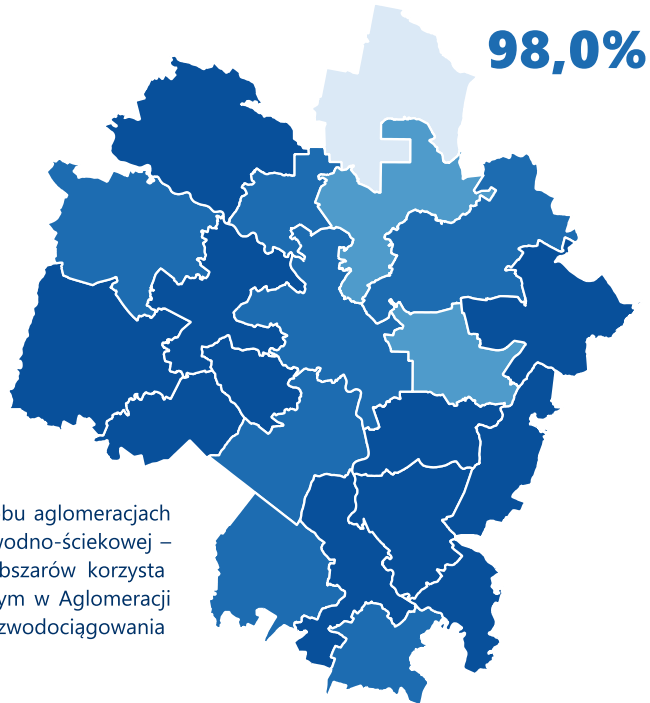 98,0%
bu aglomeracjach
wodno-ściekowej –
bszarów korzysta
ym w Aglomeracji
zwodociągowania